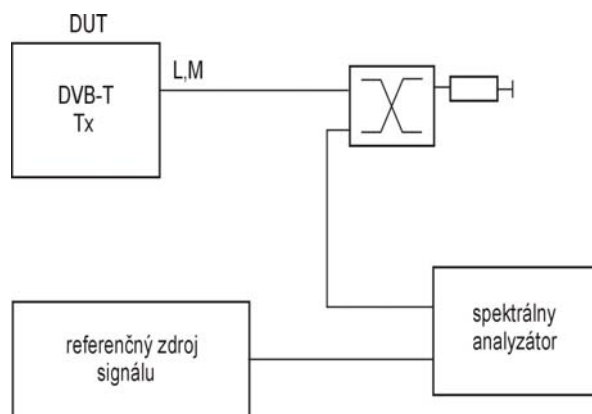 DUT
DVB-T
Tx
L,M
referenčný zdroj
signálu
spektrálny
analyzátor